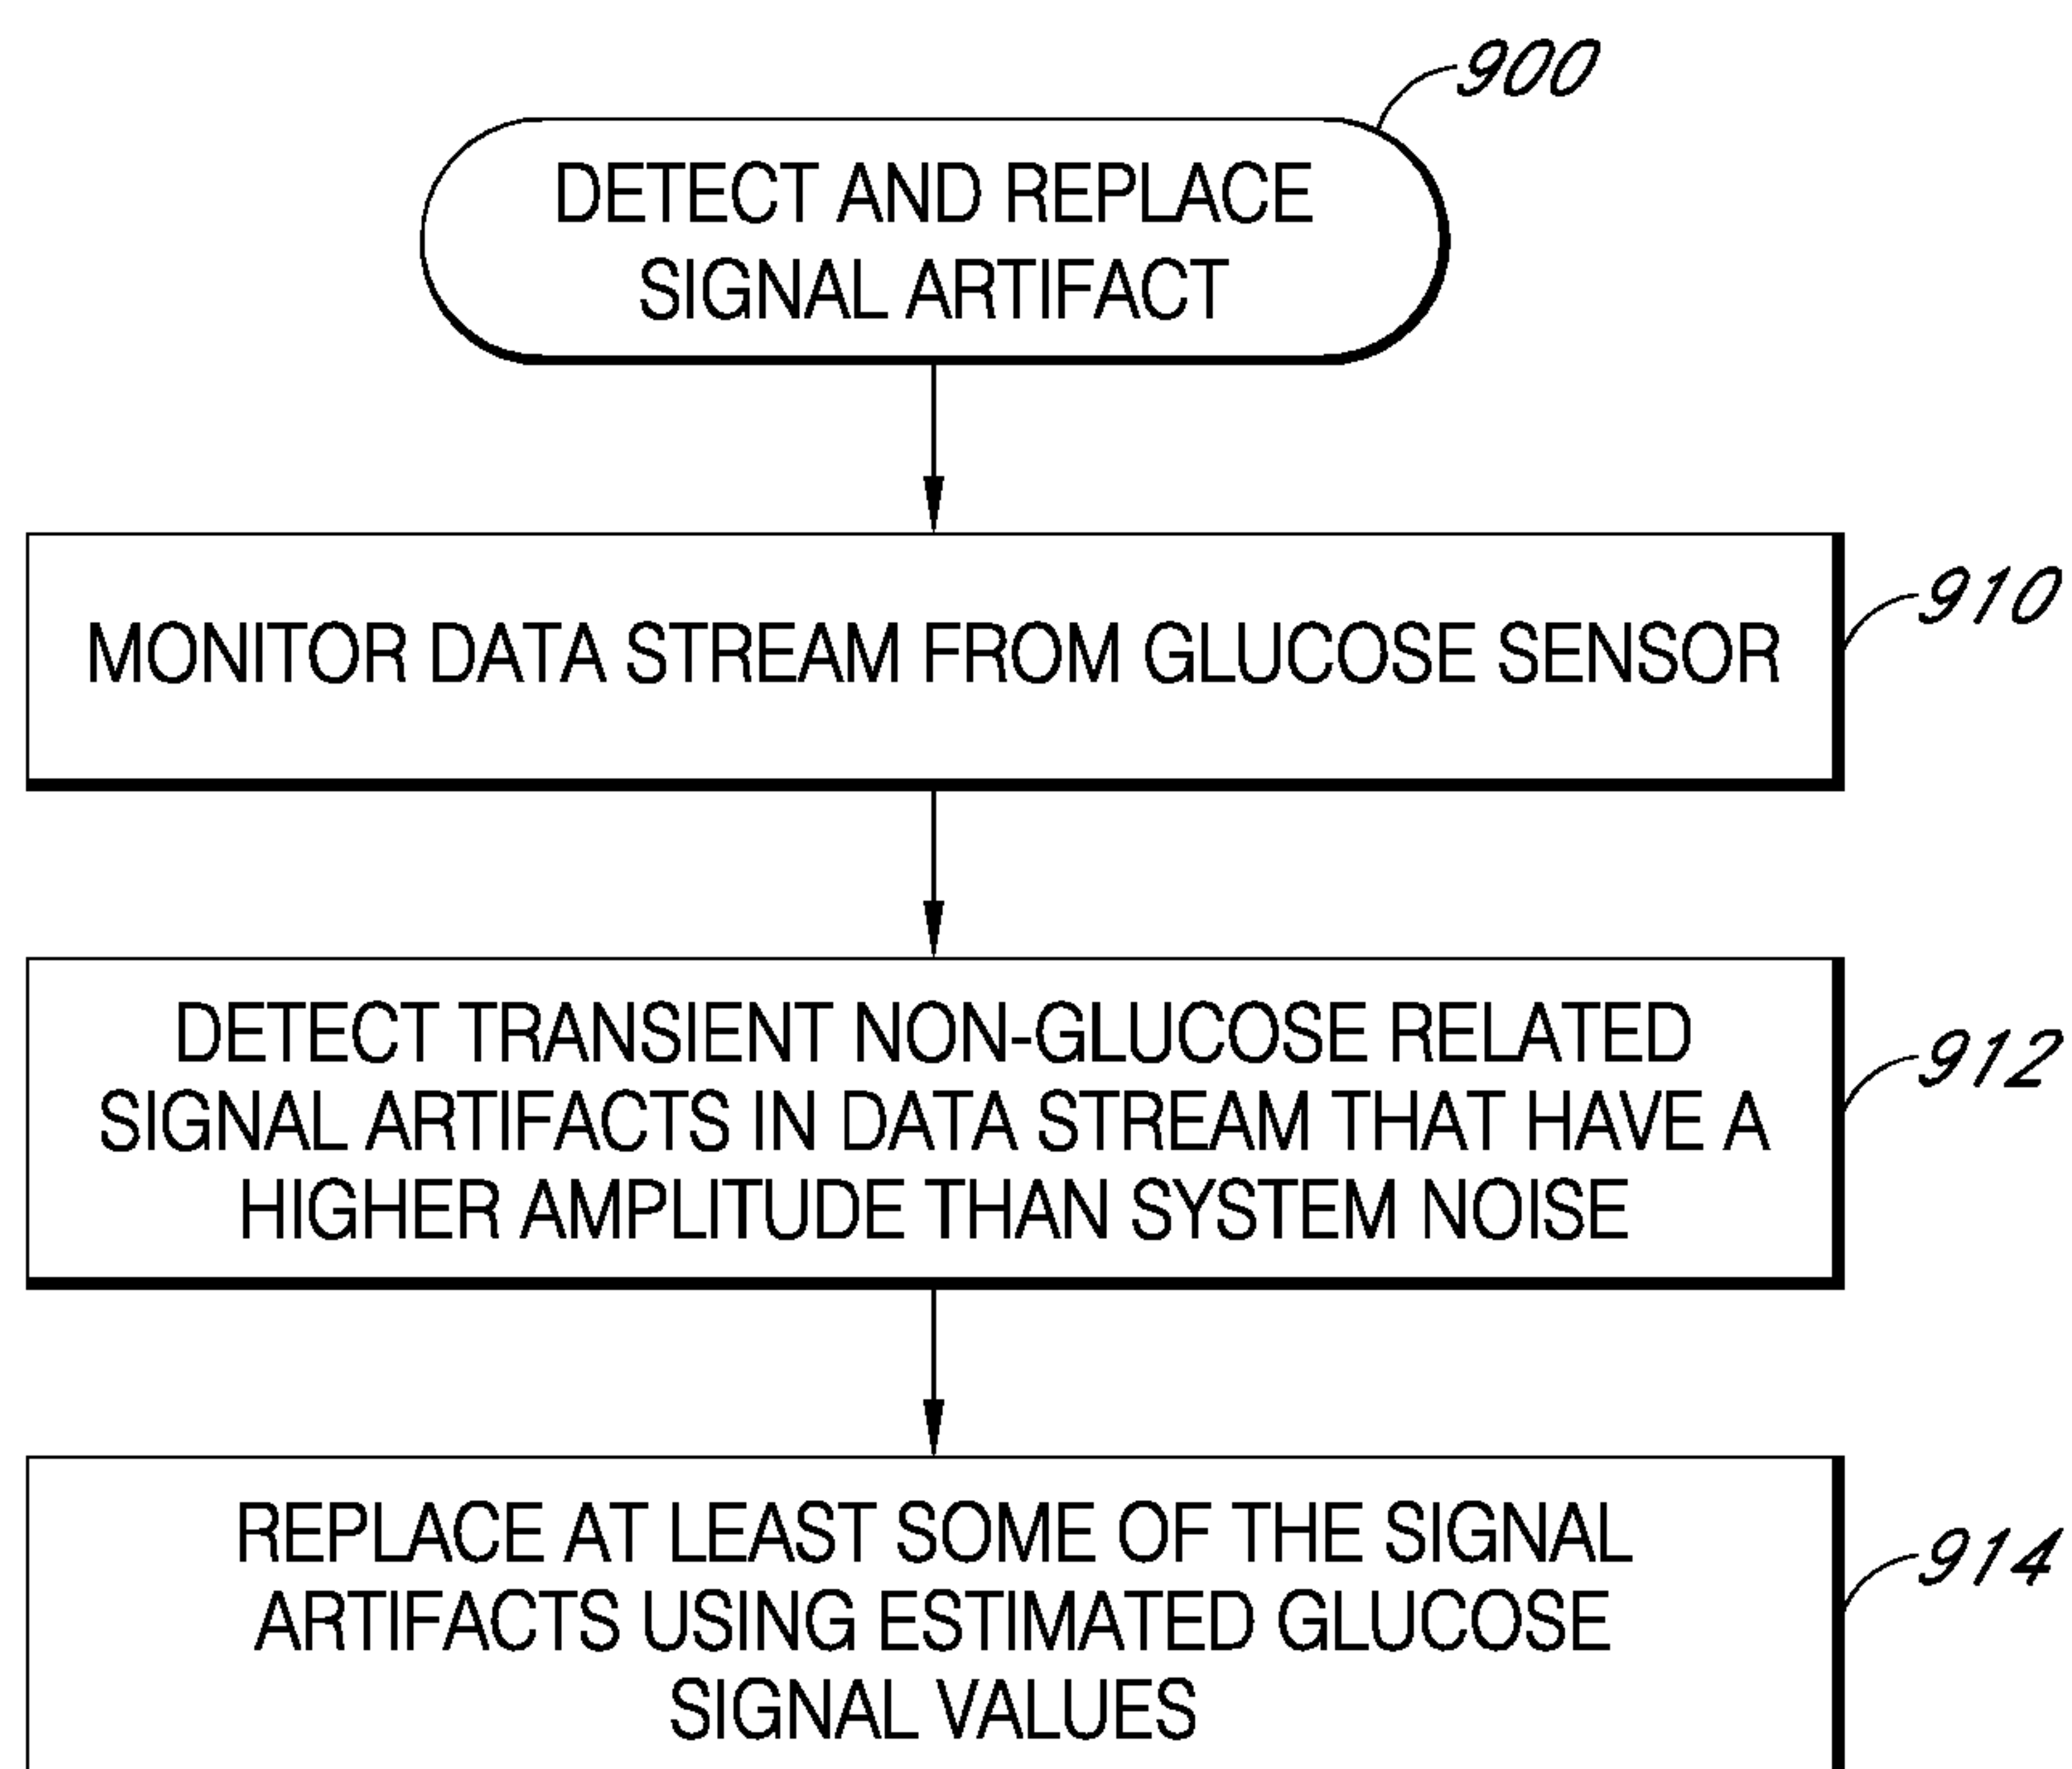 900
DETECT AND REPLACE
SIGNAL ARTIFACT
MONITOR DATA STREAM FROM GLUCOSE SENSOR
910
DETECT TRANSIENT NON-GLUCOSE RELATED
SIGNAL ARTIFACTS IN DATA STREAM THAT HAVE A
HIGHER AMPLITUDE THAN SYSTEM NOISE
912
REPLACE AT LEAST SOME OF THE SIGNAL
ARTIFACTS USING ESTIMATED GLUCOSE
SIGNAL VALUES
914